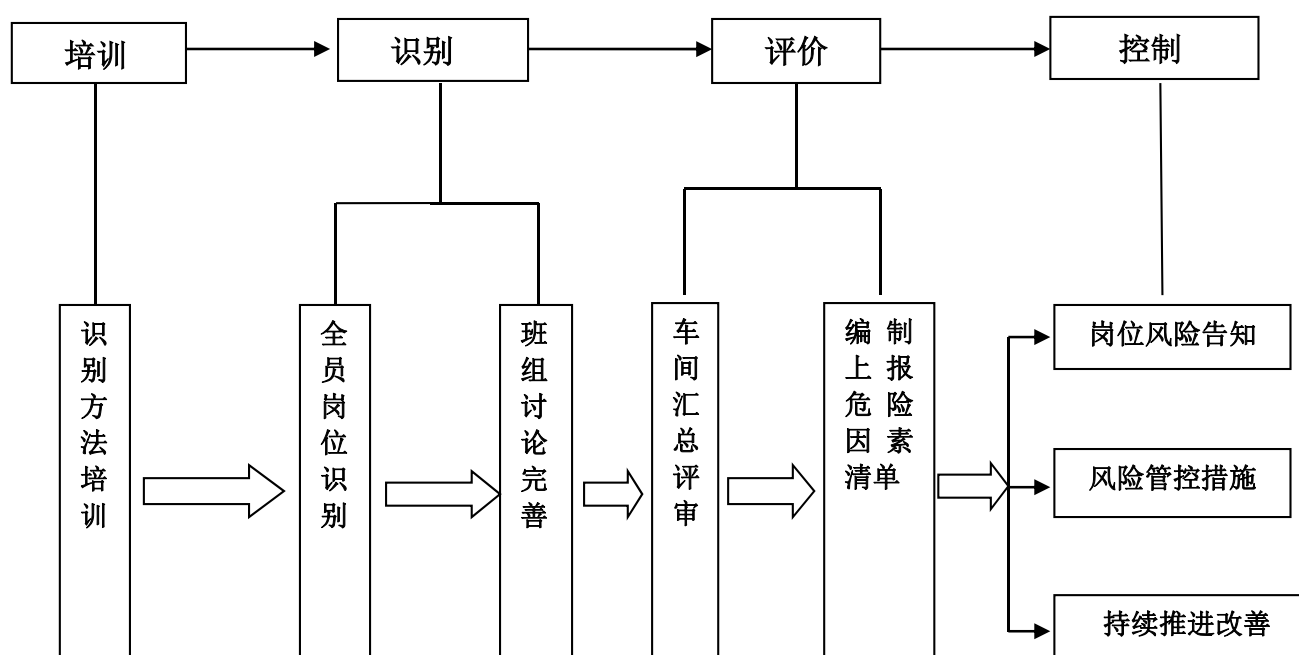 培训
识别
评价
控制
识别方法培训
全员岗位识别
班组讨论完善
车间汇总评审
编制
上报
危险
因素
清单
岗位风险告知
风险管控措施
持续推进改善